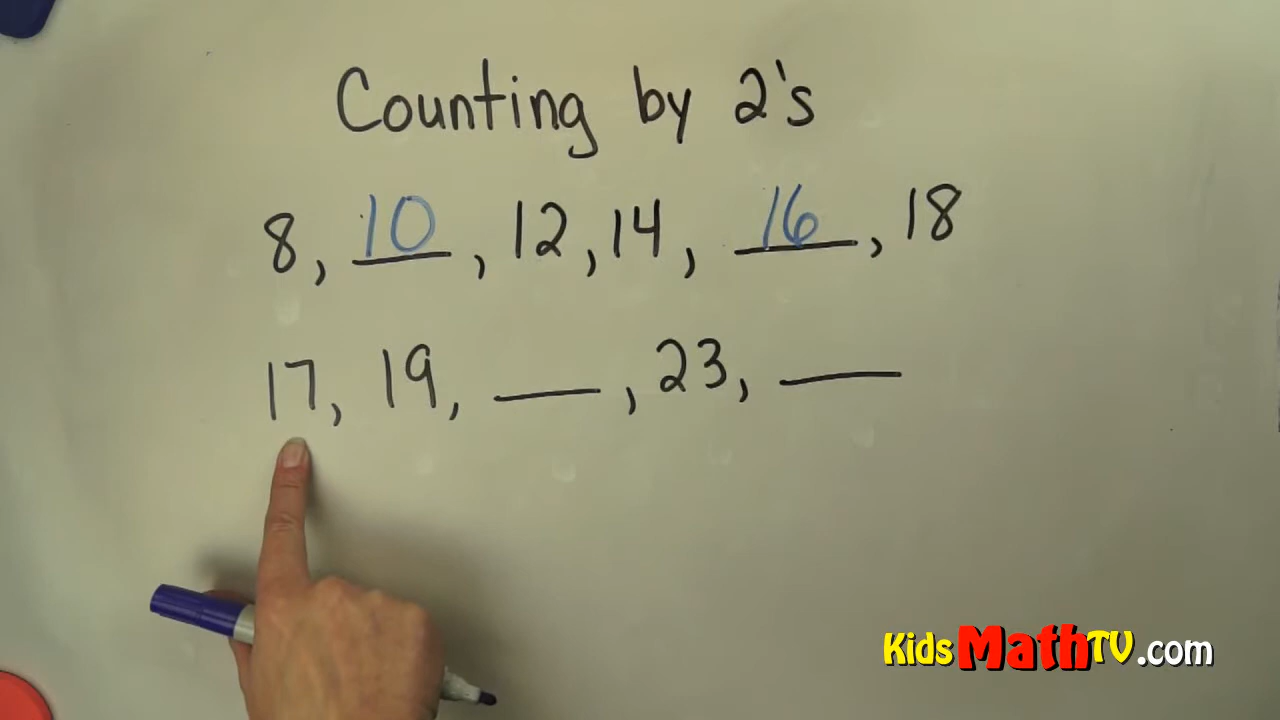 Counting by 2's
8, 10, 12, 14, 16, 18
17, 19, ___, 23, ___
KidsMathTV.com